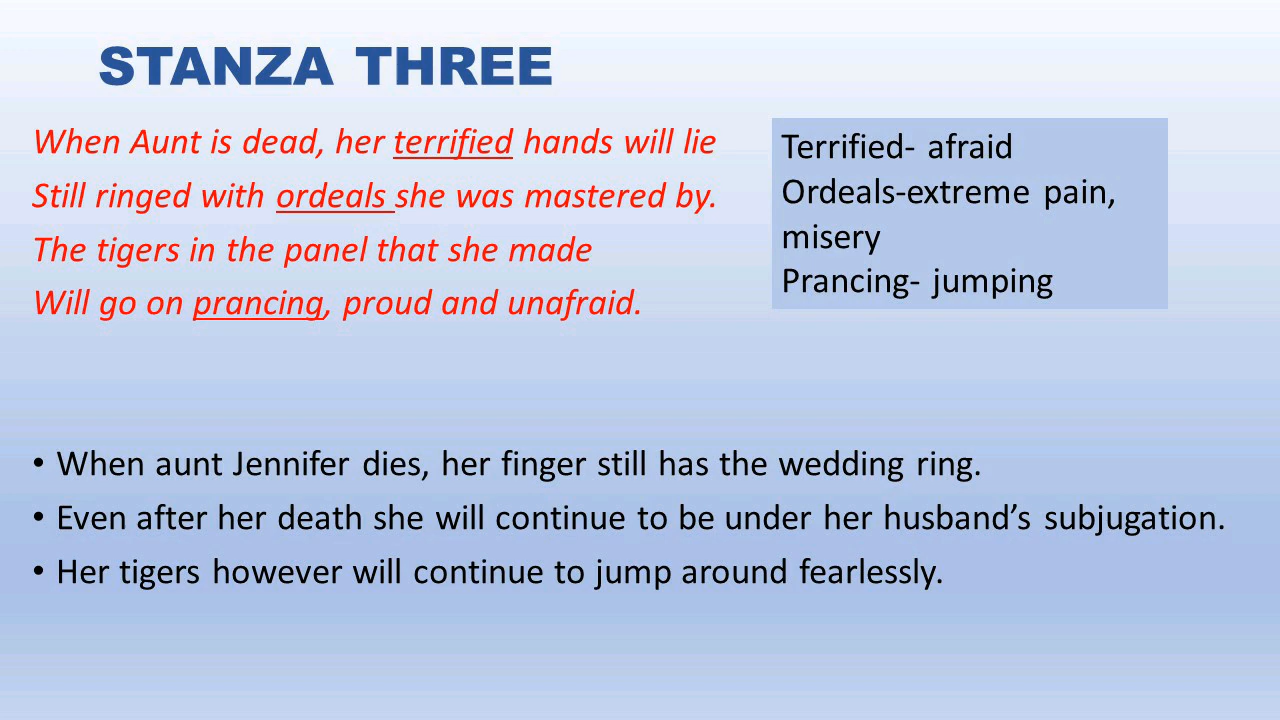 STANZA THREE
When Aunt is dead, her terrified hands will lie
Still ringed with ordeals she was mastered by.
The tigers in the panel that she made
Will go on prancing, proud and unafraid.
Terrified- afraid
Ordeals-extreme pain,
misery
Prancing- jumping
• When aunt Jennifer dies, her finger still has the wedding ring.
• Even after her death she will continue to be under her husband’s subjugation.
• Her tigers however will continue to jump around fearlessly.